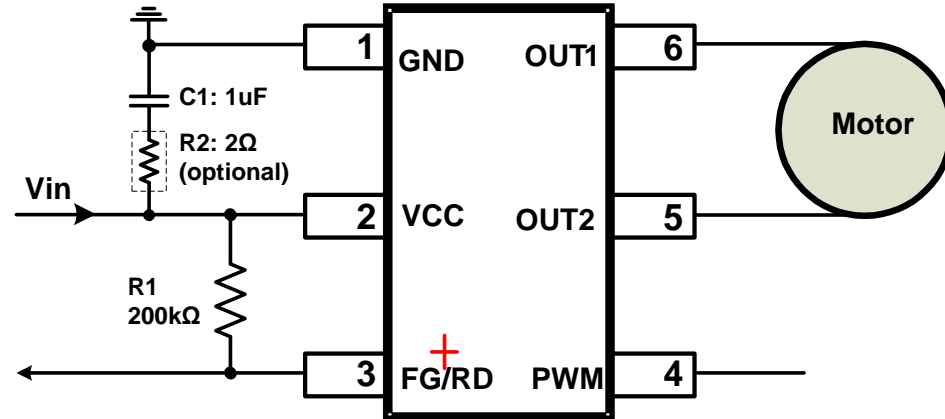 1 GND OUT1 6
C1: 1uF
R2: 2Ω
(optional)
Motor
Vin
2 VCC OUT2 5
R1
200kΩ
3 FG/RD PWM 4